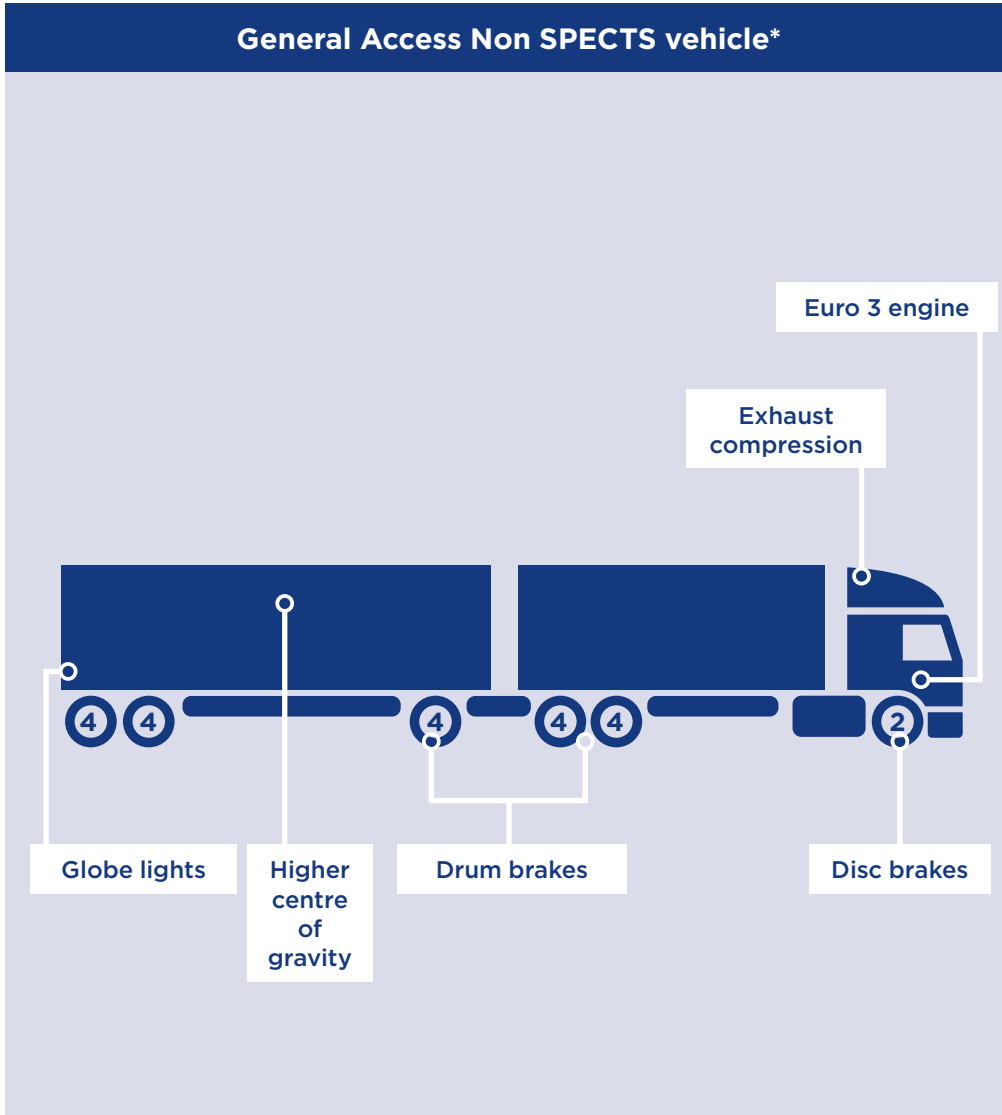 General Access Non SPECTS vehicle*
Euro 3 engine
Exhaust
compression
4 4 4 4 4 2
Globe lights
Higher
centre
of
gravity
Drum brakes
Disc brakes